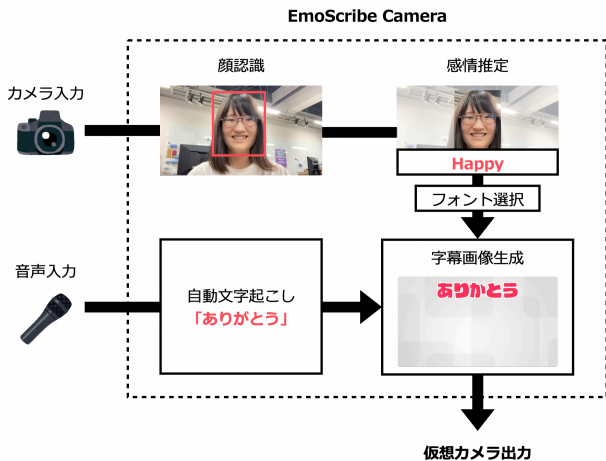 EmoScribe Camera
顔認識
感情推定
カメラ入力
Happy
フォント選択
音声入力
自動文字起こし
「ありがとう」
字幕画像生成
ありがとう
仮想カメラ出力